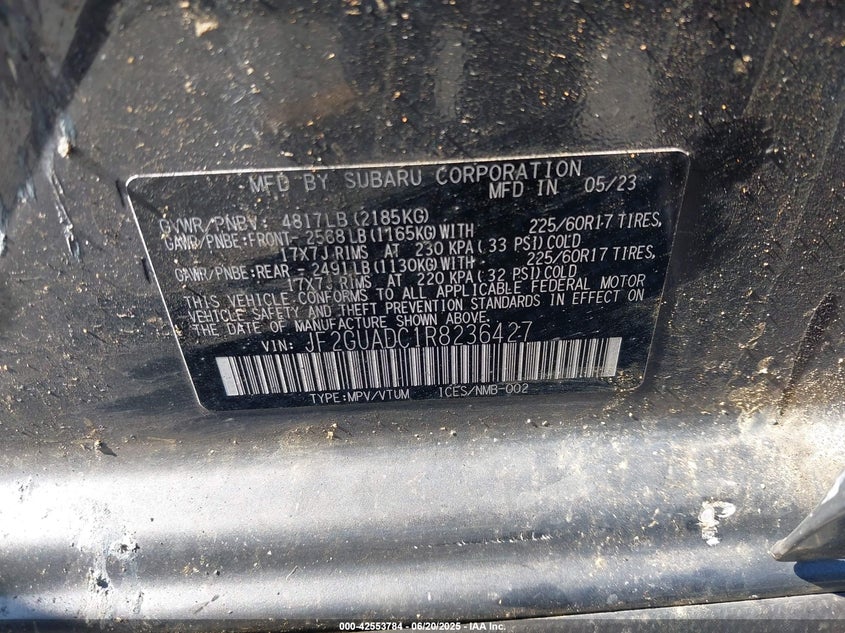 MFD BY SUBARU CORPORATION
MFD IN 05/23
GVWR/PNBV: 4817LB (2185KG)
GAWR/PNBE:FRONT- 2568LB (1165KG) WITH 225/60R17 TIRES,
17X7J RIMS AT 230 KPA ( 33 PSI) COLD
GAWR/PNBE:REAR - 2491LB (1130KG) WITH 225/60R17 TIRES,
17X7J RIMS AT 220 KPA ( 32 PSI) COLD
THIS VEHICLE CONFORMS TO ALL APPLICABLE FEDERAL MOTOR
VEHICLE SAFETY AND THEFT PREVENTION STANDARDS IN EFFECT ON
THE DATE OF MANUFACTURE SHOWN ABOVE.
VIN: JF2GUADC1R8236427
TYPE:MPV/VTUM ICES/NMB-002
000-42553784 — 06/20/2025 — IAA Inc.